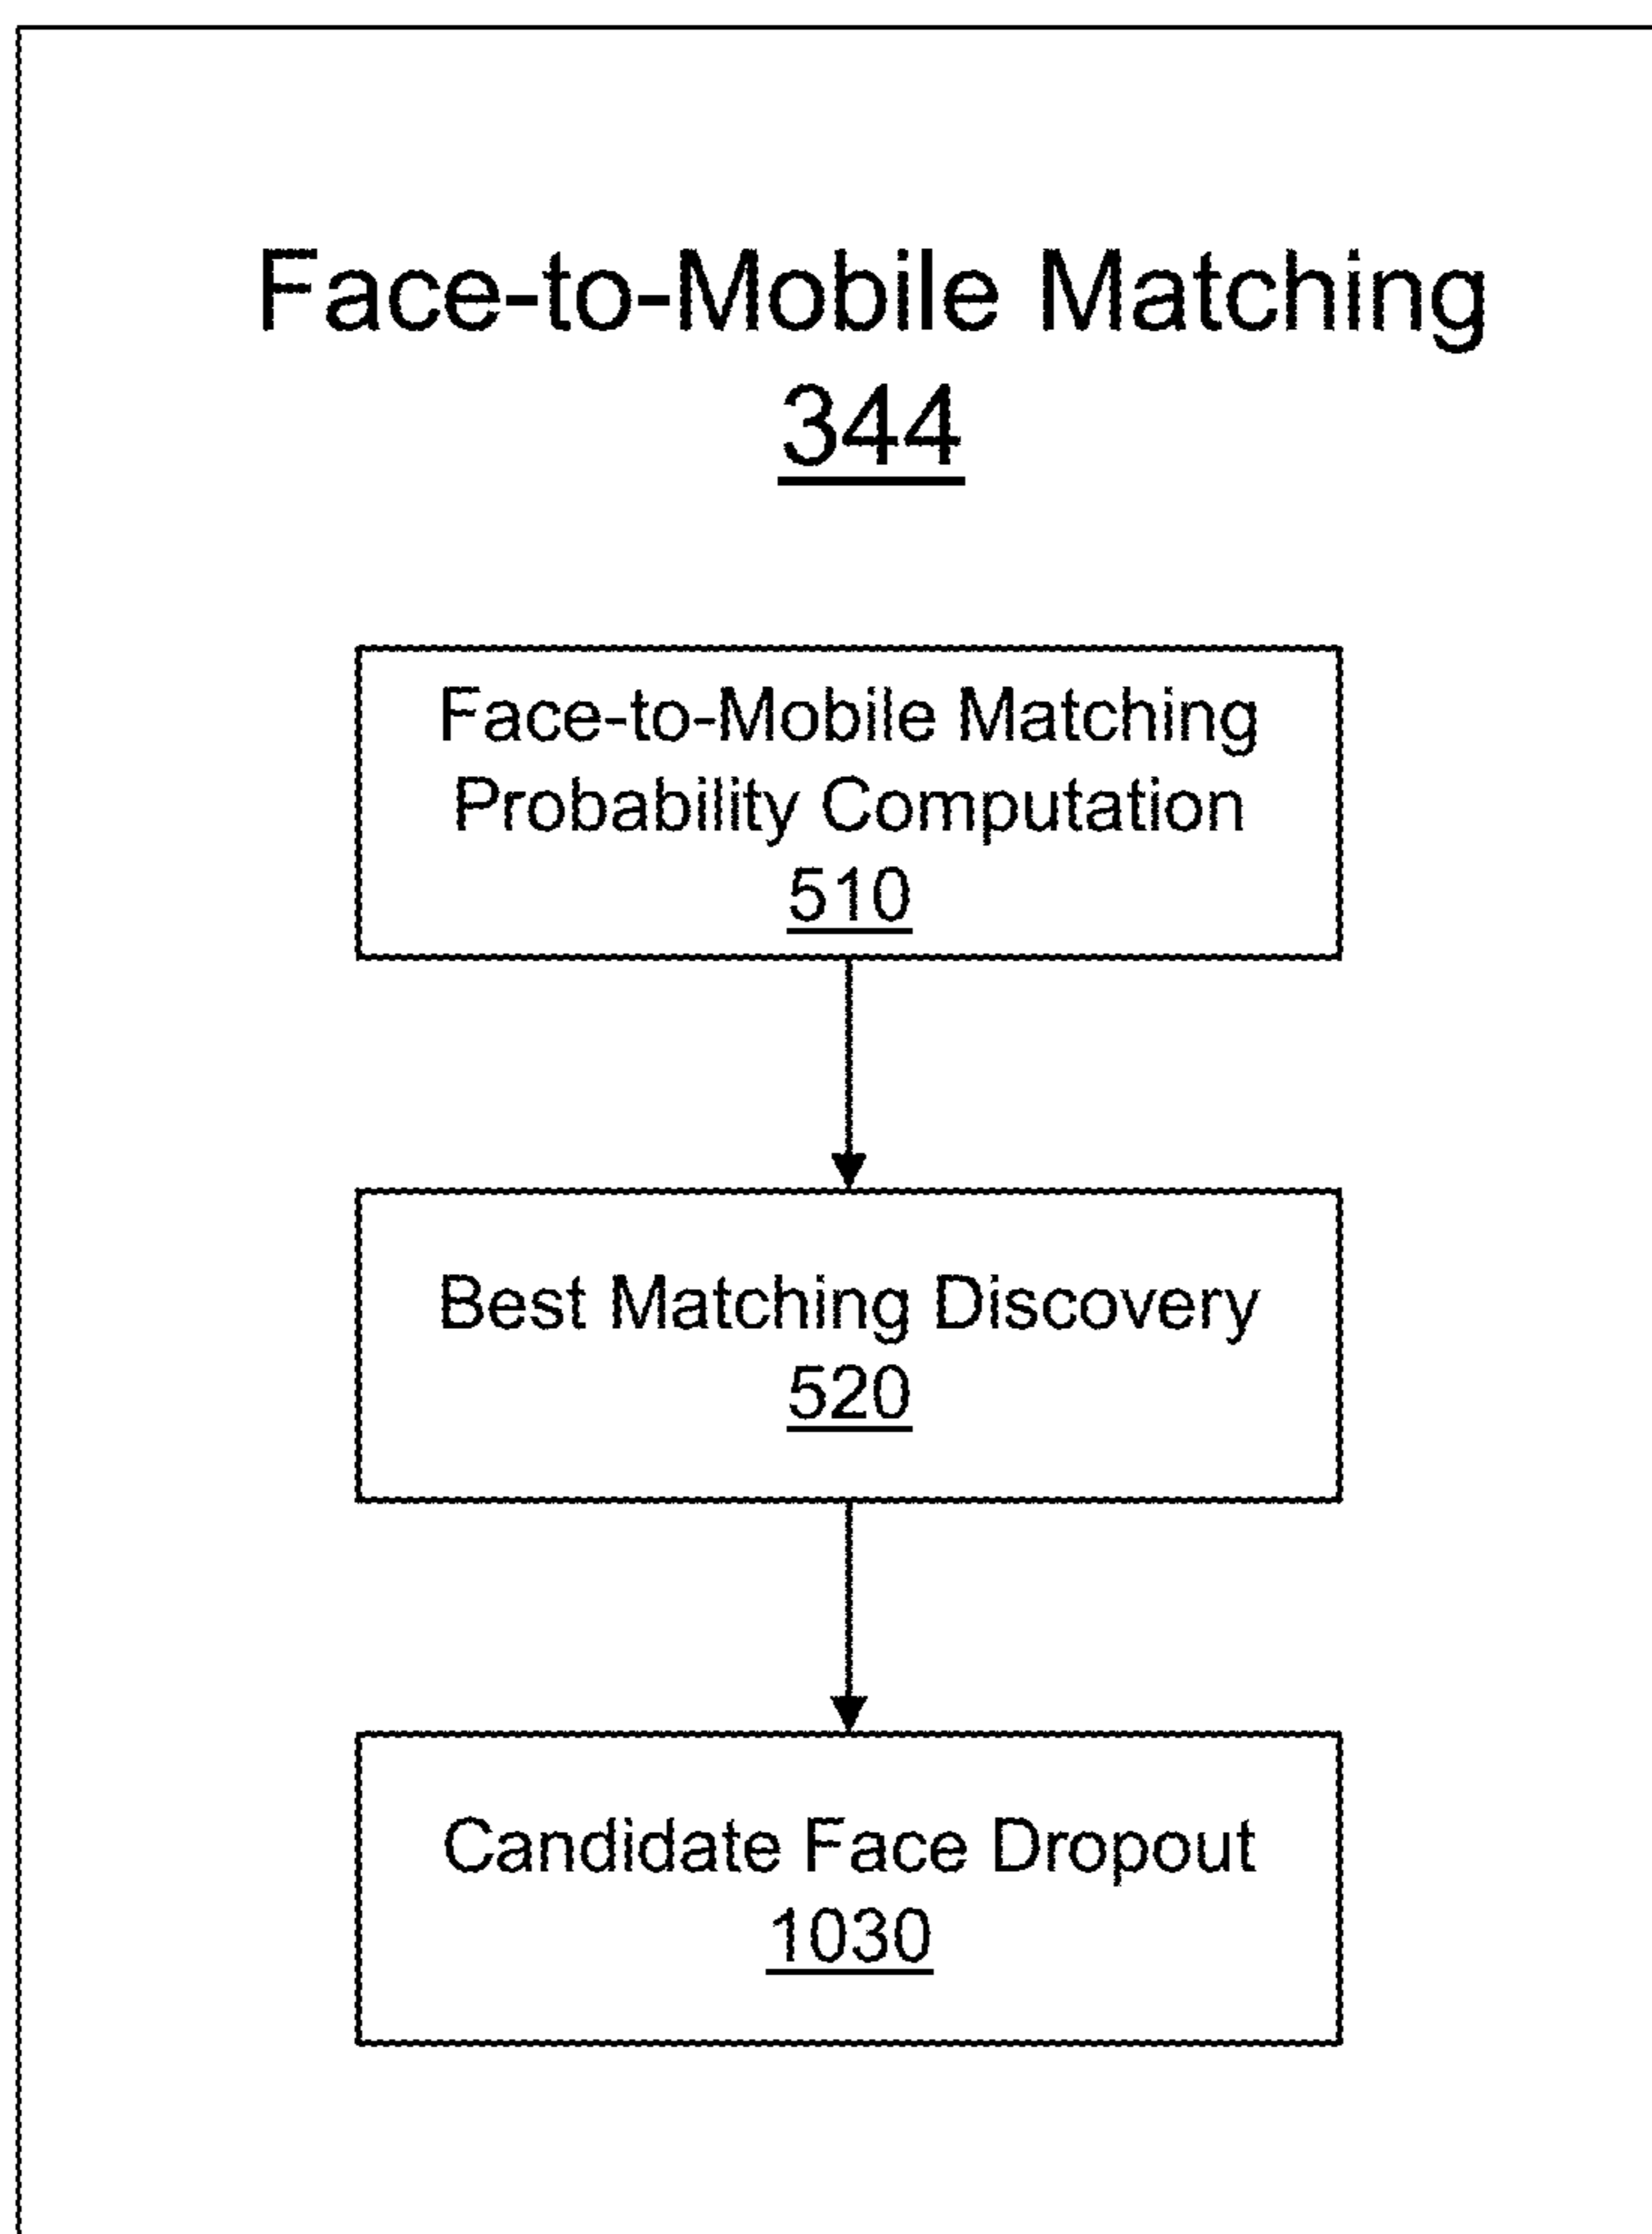 Face-to-Mobile Matching
344
Face-to-Mobile Matching
Probability Computation
510
Best Matching Discovery
520
Candidate Face Dropout
1030